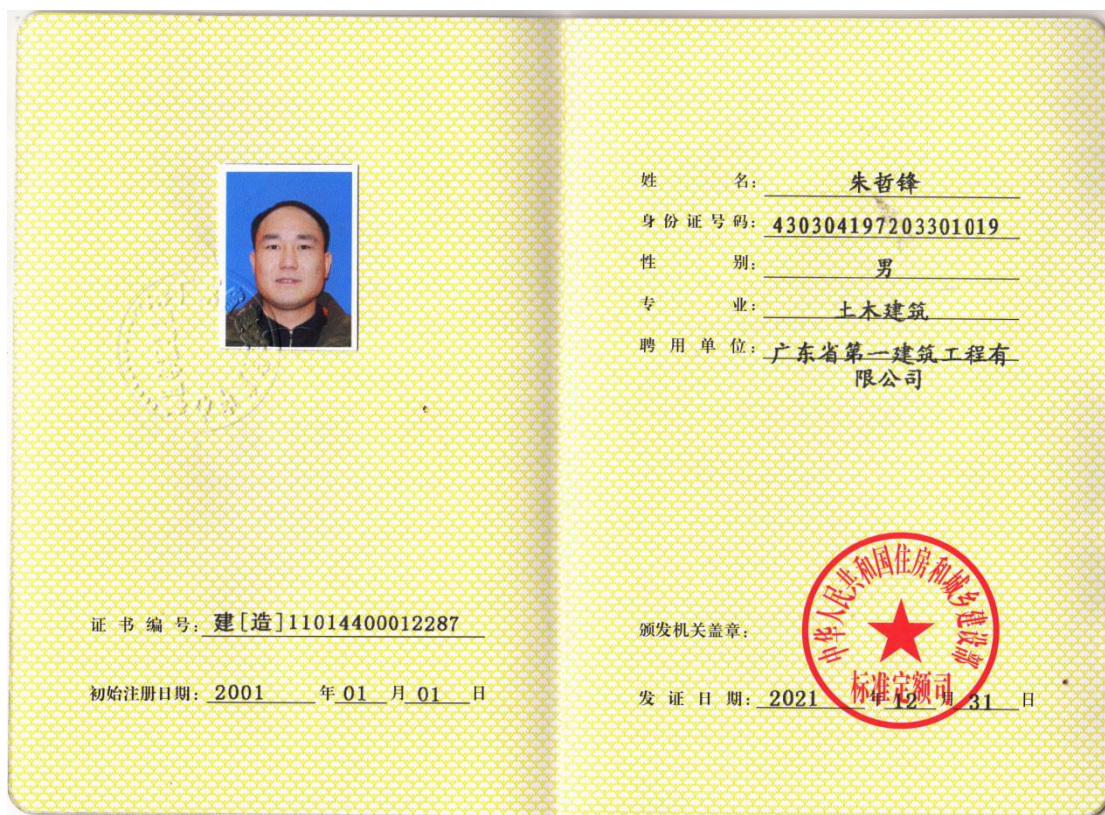 证书编号: 建[造]11014400012287
初始注册日期: 2001 年 01 月 01 日
姓名: 朱哲锋
身份证号码: 430304197203301019
性别: 男
专业: 土木建筑
聘用单位: 广东省第一建筑工程有
限公司
中华人民共和国住房和城乡建设部
颁发机关盖章:
标准定额司
发证日期: 2021 年 12 月 31 日